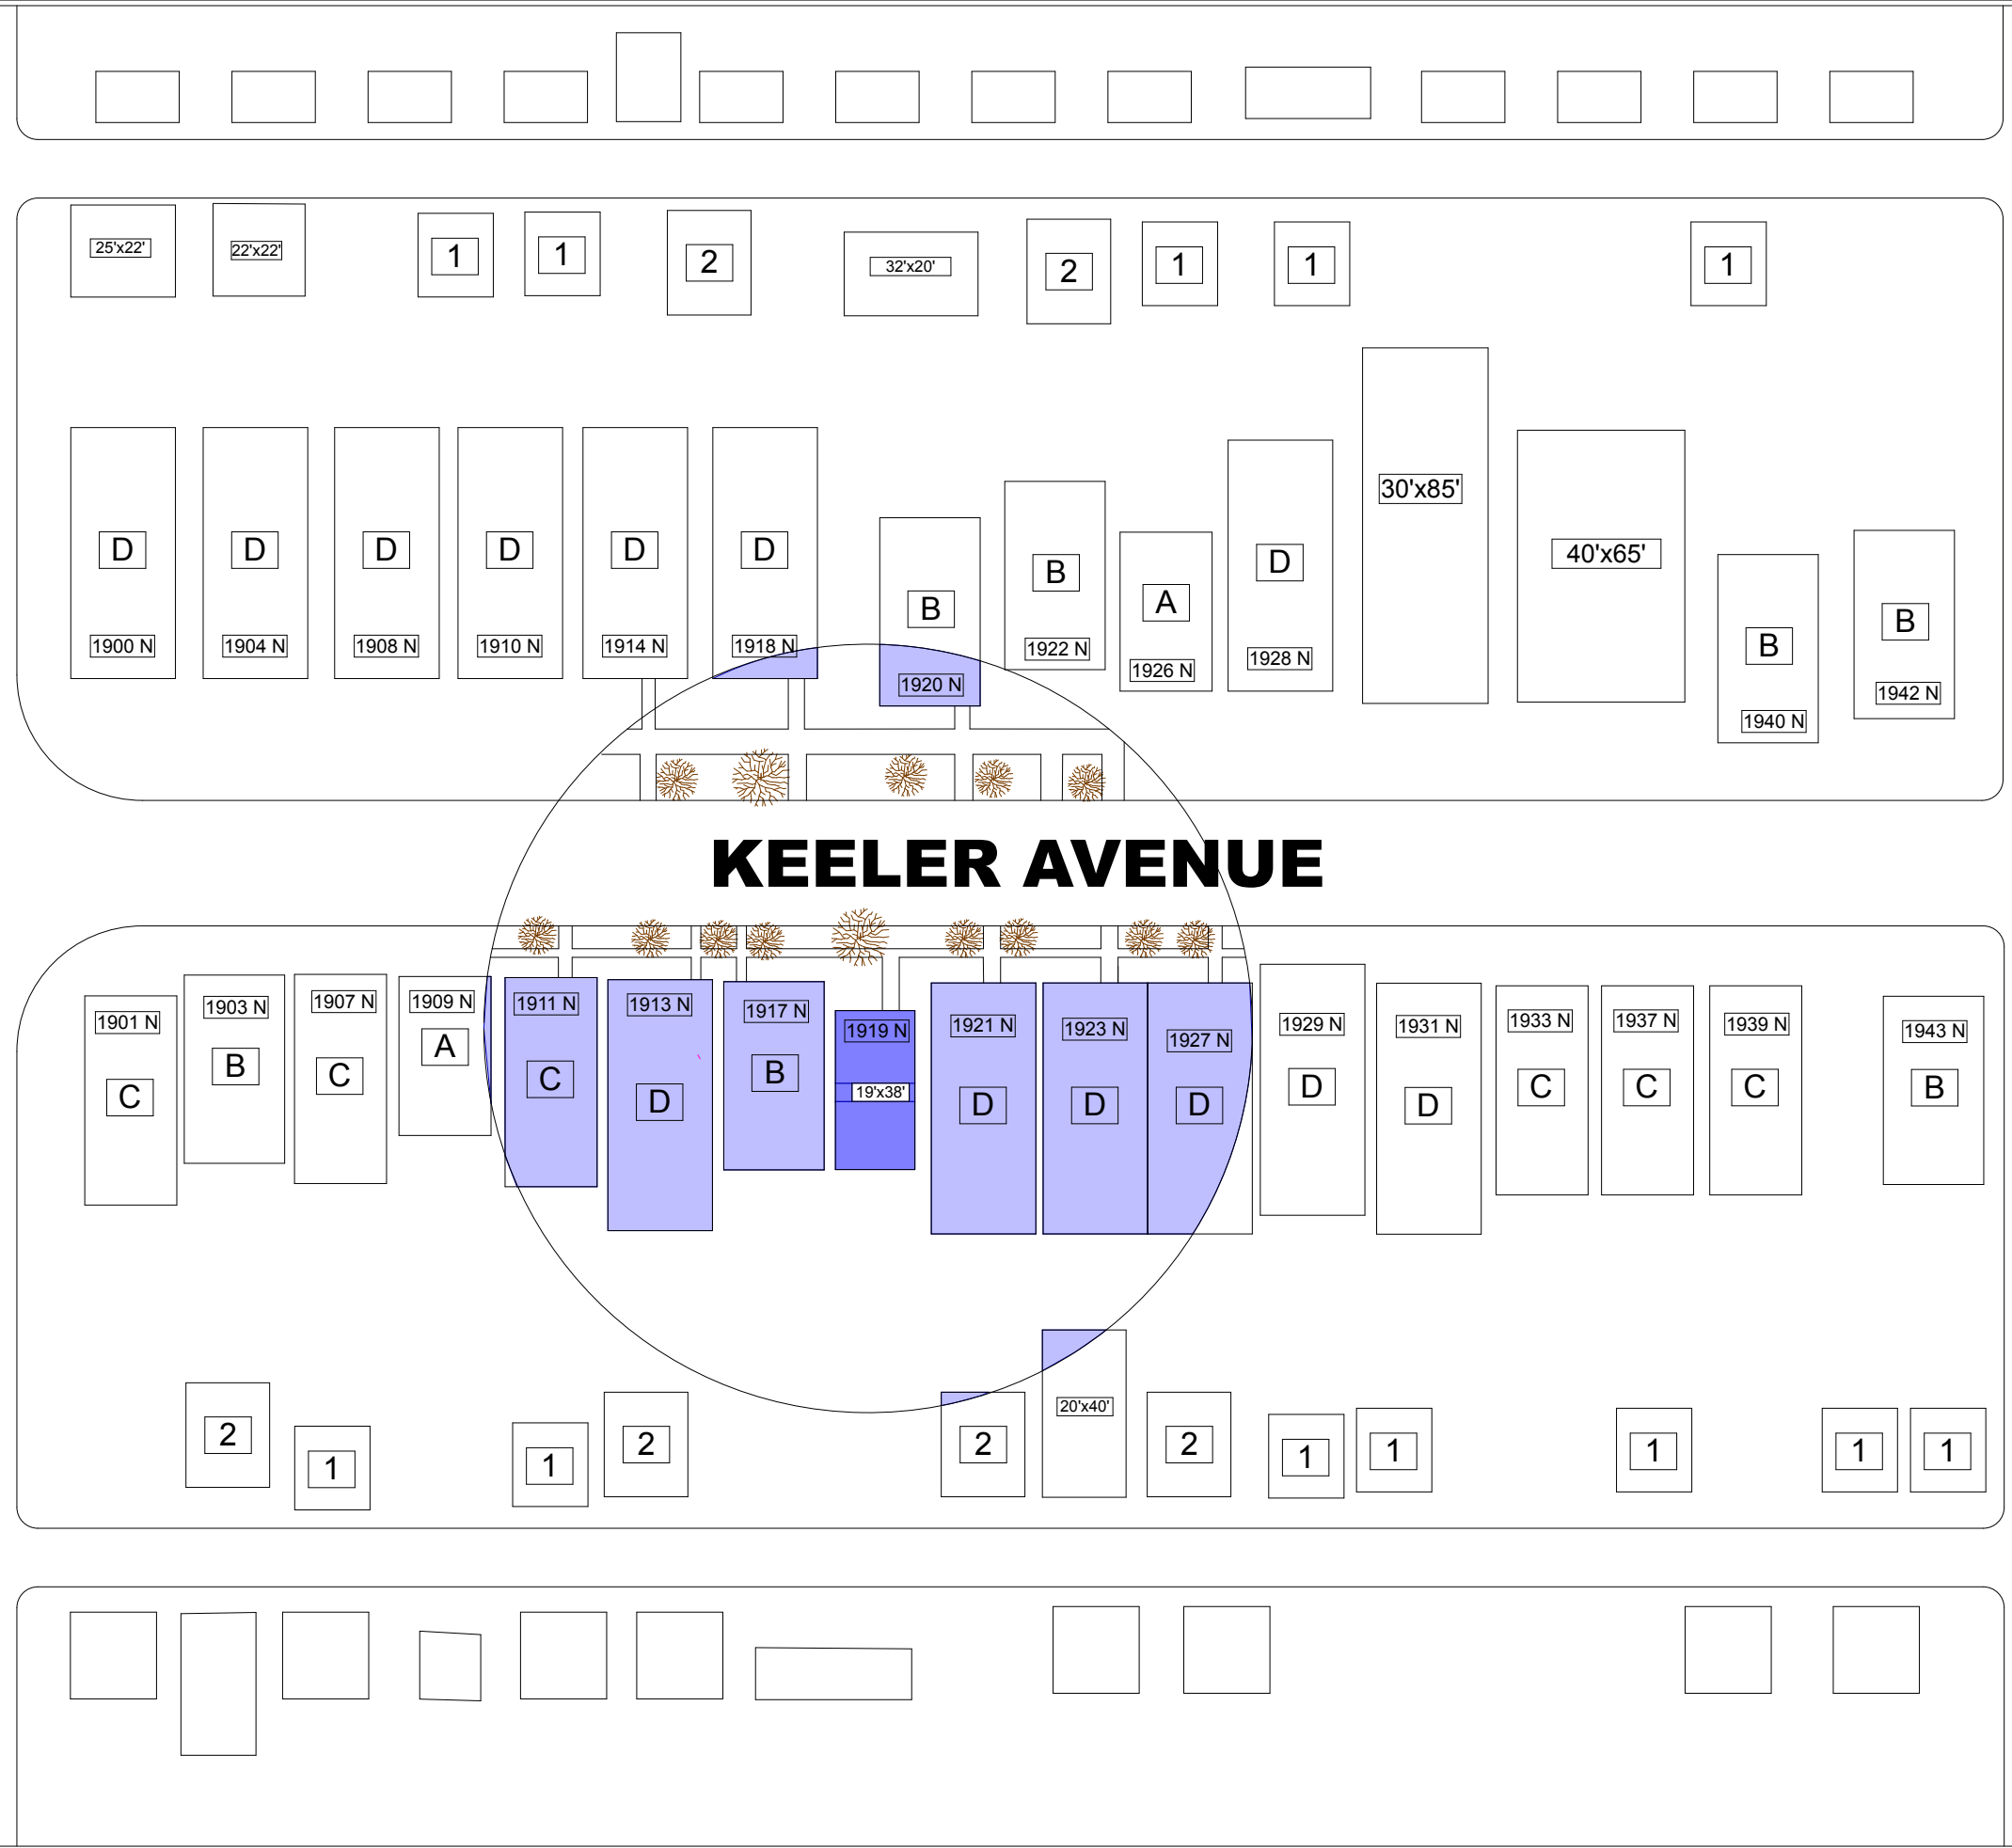 25'x22'
22'x22'
1
1
2
32'x20'
2
1
1
1
D
D
D
D
D
D
B
B
A
D
30'x85'
40'x65'
B
B
1900 N
1904 N
1908 N
1910 N
1914 N
1918 N
1920 N
1922 N
1926 N
1928 N
1940 N
1942 N
KEELER AVENUE
1901 N
1903 N
1907 N
1909 N
1911 N
1913 N
1917 N
1919 N
1921 N
1923 N
1927 N
1929 N
1931 N
1933 N
1937 N
1939 N
1943 N
C
B
C
A
C
D
B
19'x38'
D
D
D
D
D
C
C
C
B
2
1
1
2
2
20'x40'
2
1
1
1
1
1